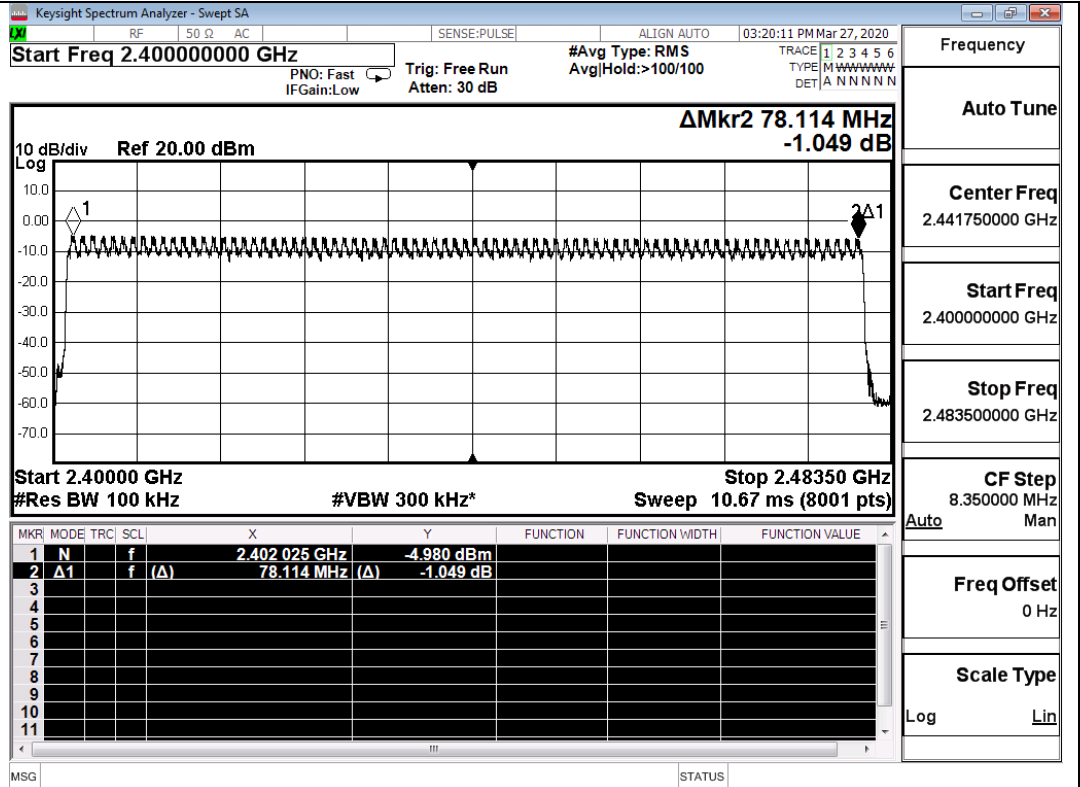 Keysight Spectrum Analyzer - Swept SA
LXI RF 50 Ω AC SENSE:PULSE ALIGN AUTO 03:20:11 PM Mar 27, 2020
Start Freq 2.400000000 GHz
PNO: Fast
IFGain:Low
Trig: Free Run
Atten: 30 dB
#Avg Type: RMS
Avg|Hold:>100/100
TRACE 1 2 3 4 5 6
TYPE M W W W W W
DET A N N N N N
ΔMkr2 78.114 MHz
-1.049 dB
10 dB/div Ref 20.00 dBm
Log
10.0
0.00
-10.0
-20.0
-30.0
-40.0
-50.0
-60.0
-70.0
1
2Δ1
Start 2.40000 GHz Stop 2.48350 GHz
#Res BW 100 kHz #VBW 300 kHz* Sweep 10.67 ms (8001 pts)
MKR MODE TRC SCL X Y FUNCTION FUNCTION WIDTH FUNCTION VALUE
1 N f 2.402 025 GHz -4.980 dBm
2 Δ1 f (Δ) 78.114 MHz (Δ) -1.049 dB
3
4
5
6
7
8
9
10
11
MSG STATUS
Frequency
Auto Tune
Center Freq
2.441750000 GHz
Start Freq
2.400000000 GHz
Stop Freq
2.483500000 GHz
CF Step
8.350000 MHz
Auto Man
Freq Offset
0 Hz
Scale Type
Log Lin